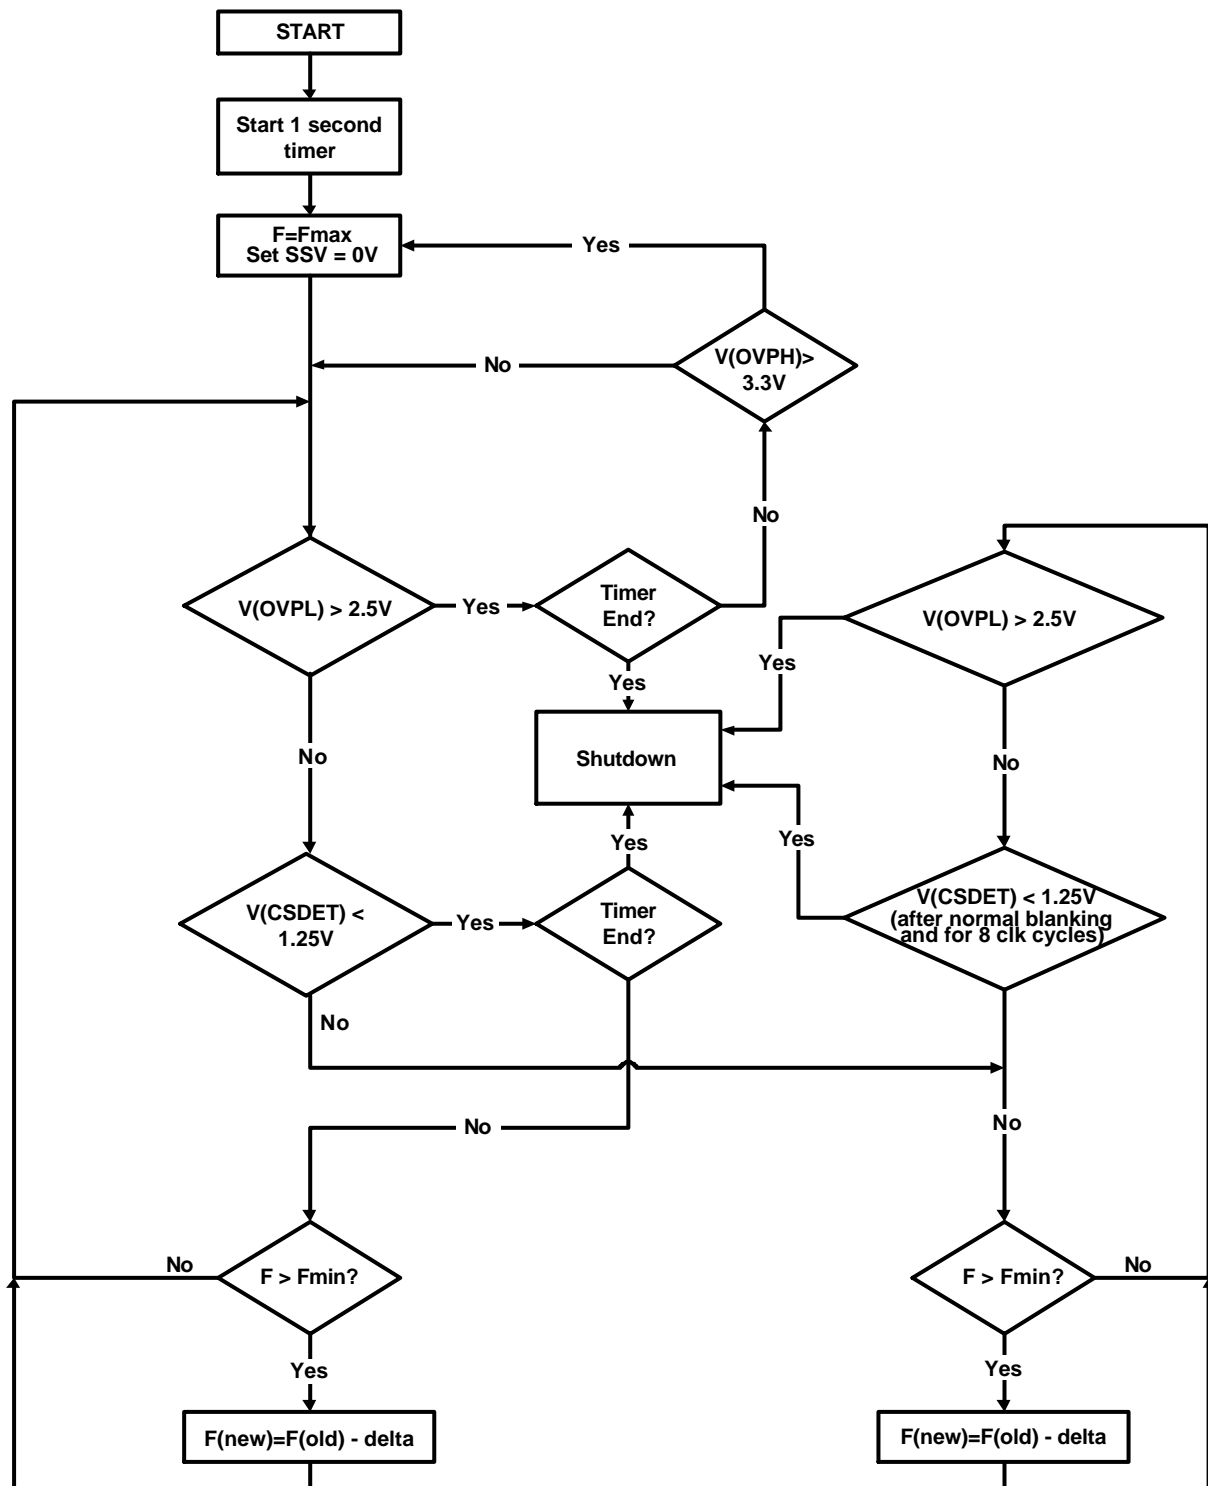 START
Start 1 second
timer
F=Fmax
Set SSV = 0V
Yes
V(OVPH)>
3.3V
No
No
V(OVPL) > 2.5V
Yes
Timer
End?
V(OVPL) > 2.5V
Yes
Yes
No
Shutdown
No
Yes
Yes
V(CSDET) <
1.25V
Yes
Timer
End?
V(CSDET) < 1.25V
(after normal blanking
and for 8 clk cycles)
No
No
No
No
F > Fmin?
F > Fmin?
No
Yes
Yes
F(new)=F(old) - delta
F(new)=F(old) - delta